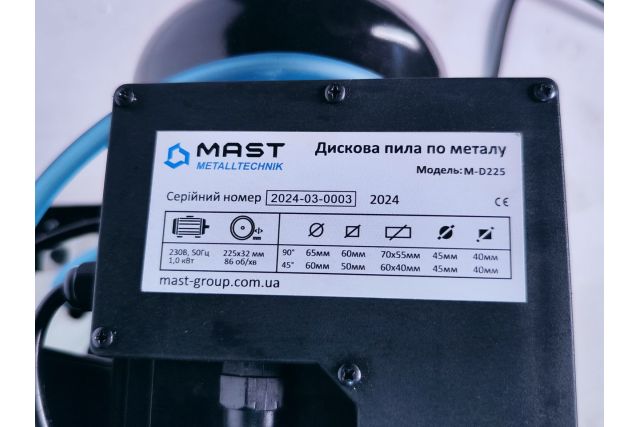 MAST
METALLTECHNIK
Дискова пила по металу
Модель: M-D225
Серійний номер 2024-03-0003 2024 CE
230В, 50Гц 225x32 мм 90° 65мм 60мм 70x55мм 45мм 40мм
1,0 кВт 86 об/хв 45° 60мм 50мм 60x40мм 45мм 40мм
mast-group.com.ua